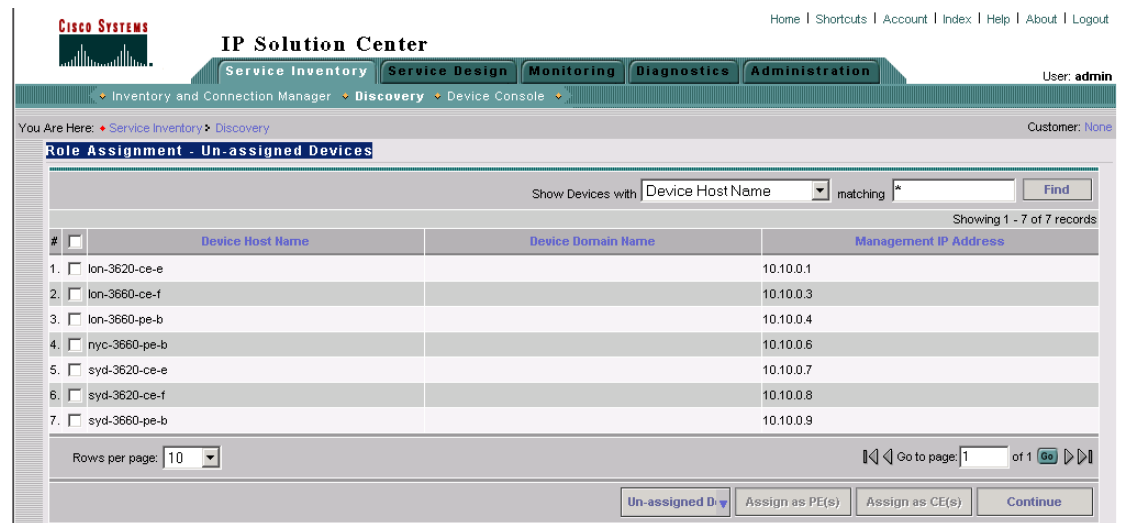 Home | Shortcuts | Account | Index | Help | About | Logout
CISCO SYSTEMS
IP Solution Center
Service Inventory Service Design Monitoring Diagnostics Administration
User: admin
Inventory and Connection Manager Discovery Device Console
You Are Here: Service Inventory Discovery Customer: None
Role Assignment - Un-assigned Devices
Show Devices with Device Host Name matching * Find
Showing 1 - 7 of 7 records
# Device Host Name Device Domain Name Management IP Address
1. lon-3620-ce-e 10.10.0.1
2. lon-3660-ce-f 10.10.0.3
3. lon-3660-pe-b 10.10.0.4
4. nyc-3660-pe-b 10.10.0.6
5. syd-3620-ce-e 10.10.0.7
6. syd-3620-ce-f 10.10.0.8
7. syd-3660-pe-b 10.10.0.9
Rows per page: 10 Go to page: 1 of 1 Go
Un-assigned D Assign as PE(s) Assign as CE(s) Continue